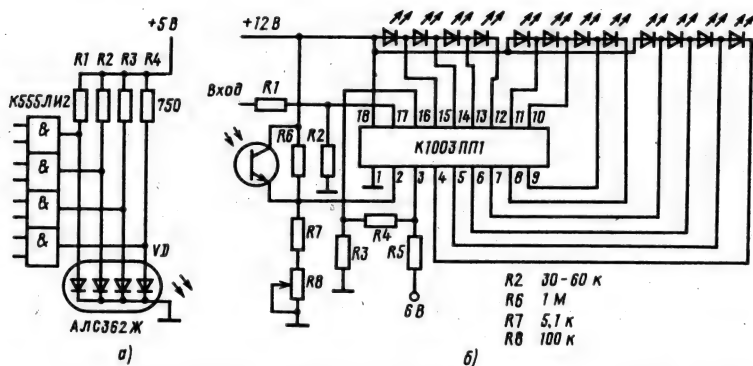 +5 В
R1 R2 R3 R4
К555ЛИ2
750
&
&
&
&
VD
АЛС362Ж
а)
+12 В
Вход
R1
R6
R2
18 17 16 15 14 13 12 11 10
К1003ПП1
1 2 3 4 5 6 7 8 9
R7
R8
R3
R4
R5
6 В
R2 30-60 к
R6 1 М
R7 5,1 к
R8 100 к
б)